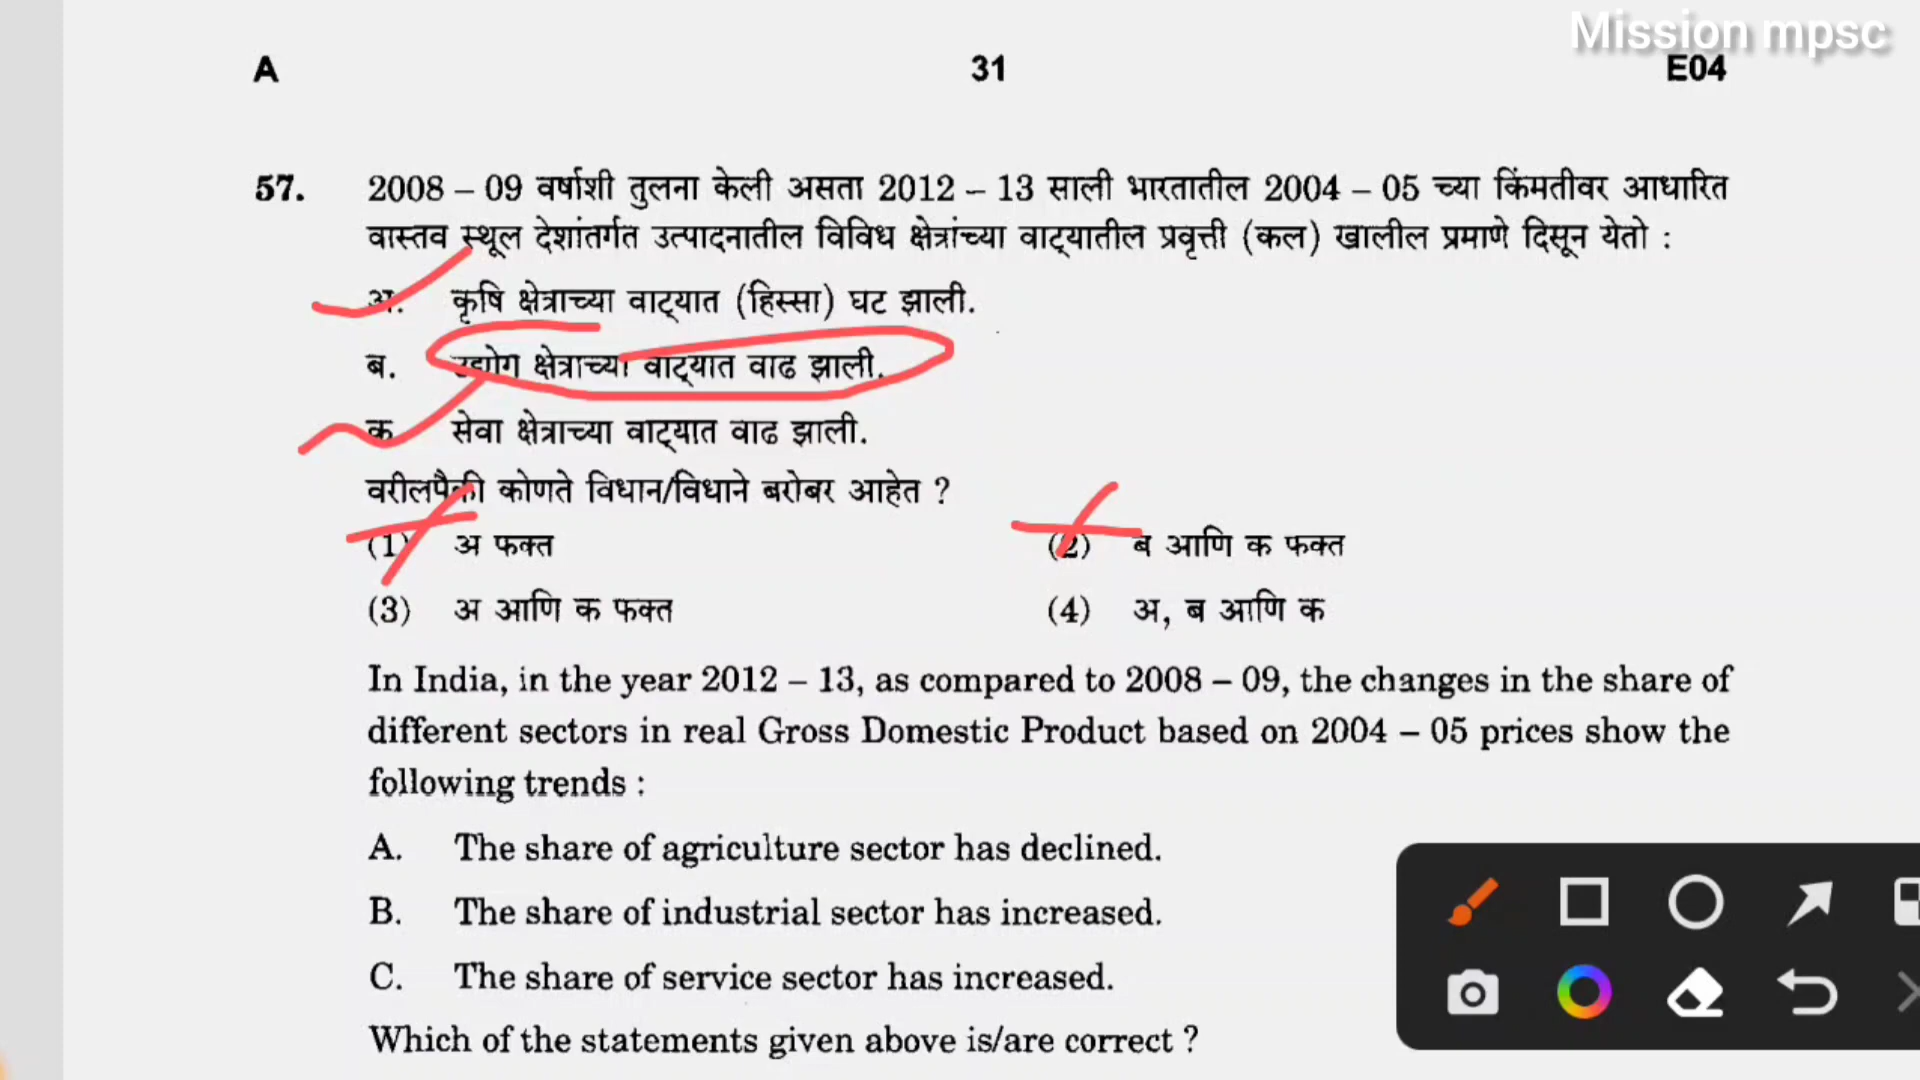 Mission mpsc
A 31 E04
57. 2008 – 09 वर्षाशी तुलना केली असता 2012 – 13 साली भारतातील 2004 – 05 च्या किंमतीवर आधारित
वास्तव स्थूल देशांतर्गत उत्पादनातील विविध क्षेत्रांच्या वाट्यातील प्रवृत्ती (कल) खालील प्रमाणे दिसून येतो :
अ. कृषि क्षेत्राच्या वाट्यात (हिस्सा) घट झाली.
ब. उद्योग क्षेत्राच्या वाट्यात वाढ झाली.
क सेवा क्षेत्राच्या वाट्यात वाढ झाली.
वरीलपैकी कोणते विधान/विधाने बरोबर आहेत ?
(1) अ फक्त (2) ब आणि क फक्त
(3) अ आणि क फक्त (4) अ, ब आणि क
In India, in the year 2012 – 13, as compared to 2008 – 09, the changes in the share of
different sectors in real Gross Domestic Product based on 2004 – 05 prices show the
following trends :
A. The share of agriculture sector has declined.
B. The share of industrial sector has increased.
C. The share of service sector has increased.
Which of the statements given above is/are correct ?